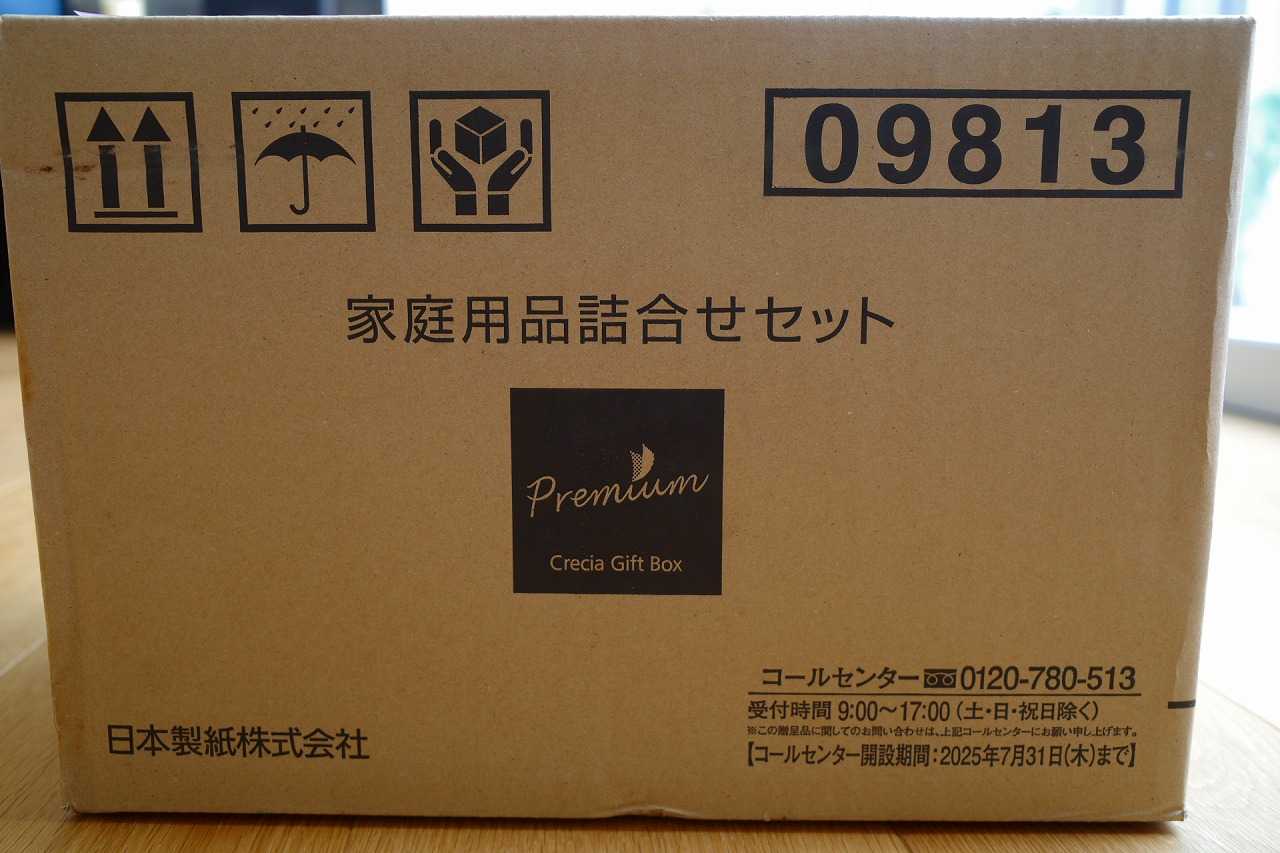 09813
家庭用品詰合せセット
Premium
Crecia Gift Box
コールセンター 0120-780-513
受付時間 9:00～17:00（土・日・祝日除く）
※この贈呈品に関してのお問い合わせは、上記コールセンターにお願い申し上げます。
【コールセンター開設期間：2025年7月31日(木)まで】
日本製紙株式会社